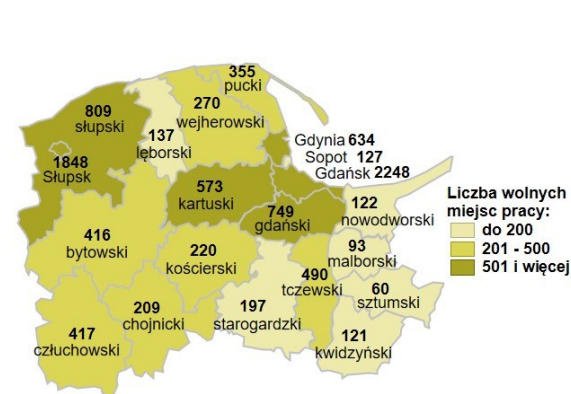 355
pucki
809
słupski
270
wejherowski
137
lęborski
Gdynia 634
Sopot 127
Gdańsk 2248
1848
Słupsk
573
kartuski
749
gdański
122
nowodworski
Liczba wolnych
miejsc pracy:
do 200
201 - 500
501 i więcej
416
bytowski
220
kościerski
93
malborski
490
tczewski
60
sztumski
209
chojnicki
197
starogardzki
417
człuchowski
121
kwidzyński